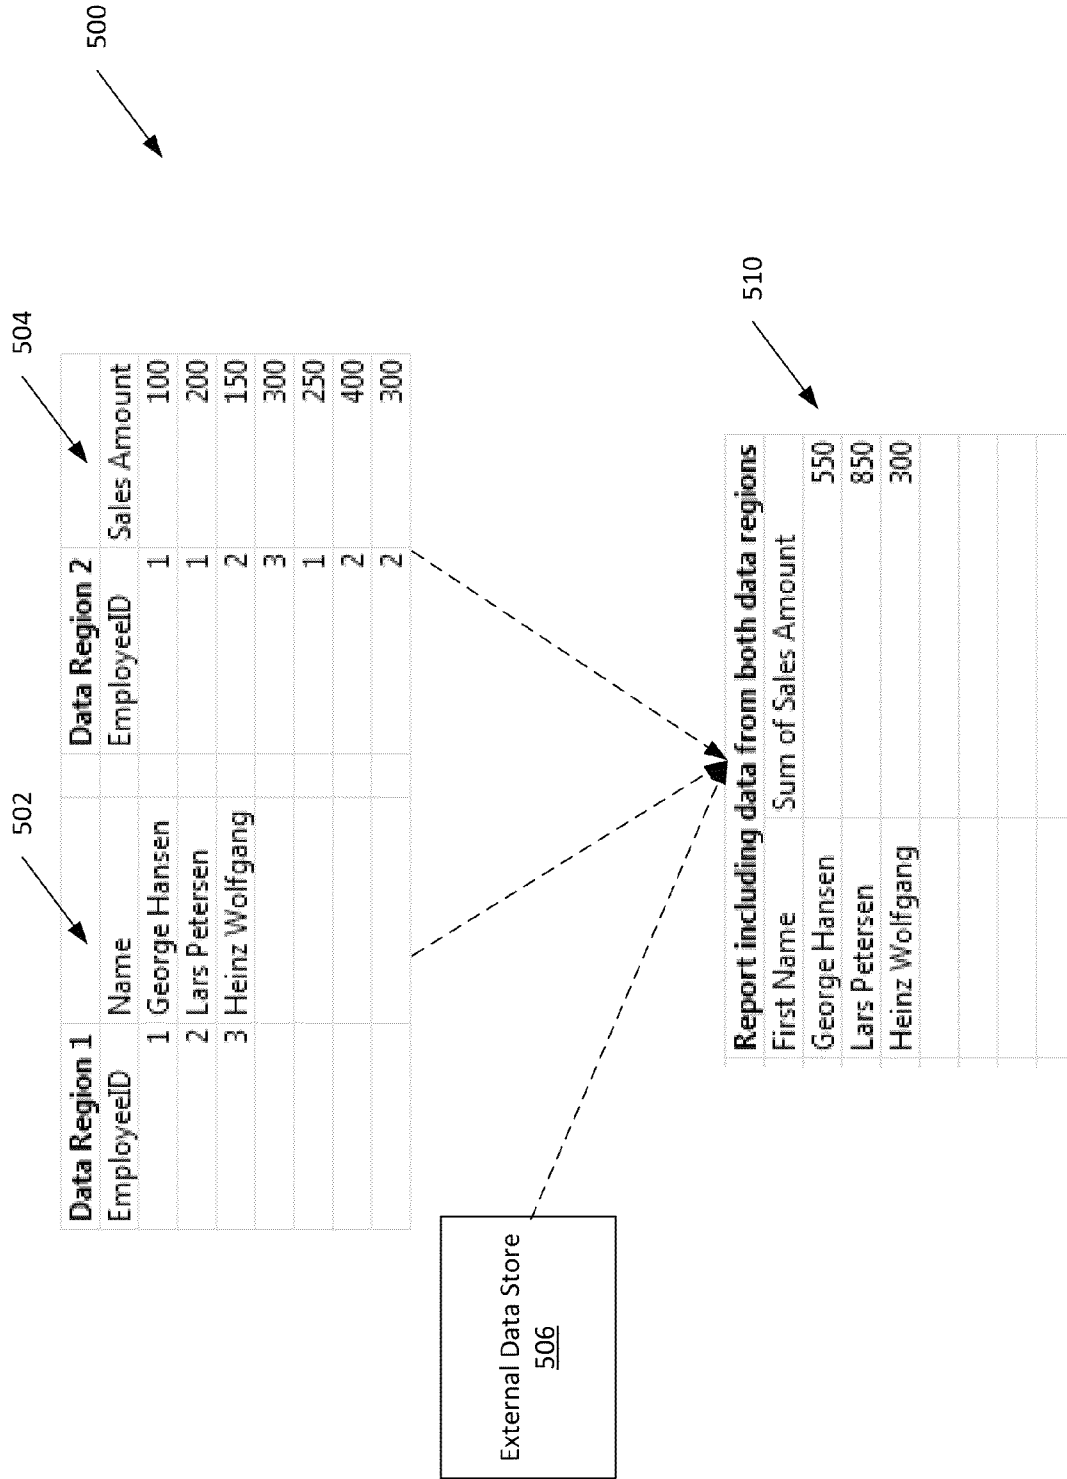 500
502
504
Data Region 1 Data Region 2
EmployeeID Name EmployeeID Sales Amount
1 George Hansen 1 100
2 Lars Petersen 1 200
3 Heinz Wolfgang 2 150
3 300
1 250
2 400
2 300
External Data Store
506
510
Report including data from both data regions
First Name Sum of Sales Amount
George Hansen 550
Lars Petersen 850
Heinz Wolfgang 300